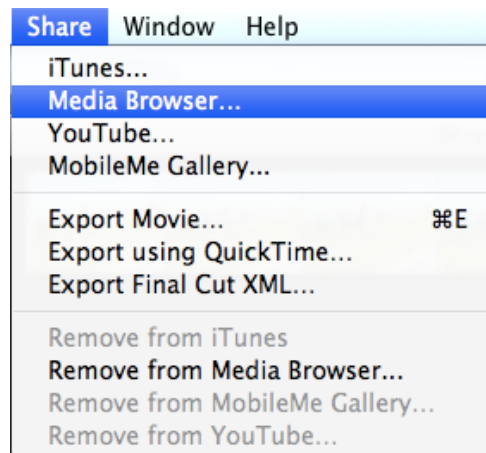 Share Window Help
iTunes...
Media Browser...
YouTube...
MobileMe Gallery...
Export Movie... ⌘E
Export using QuickTime...
Export Final Cut XML...
Remove from iTunes
Remove from Media Browser...
Remove from MobileMe Gallery...
Remove from YouTube...